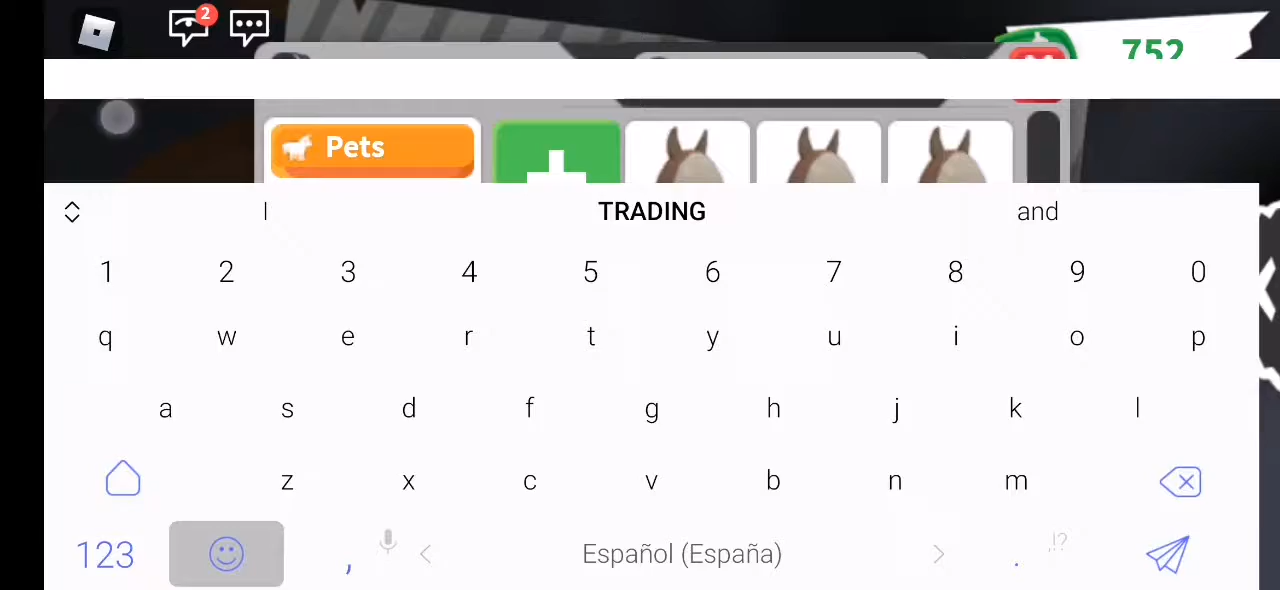 2
752
Pets
I TRADING and
1 2 3 4 5 6 7 8 9 0
q w e r t y u i o p
a s d f g h j k l
z x c v b n m
123 , Español (España) . ,!?